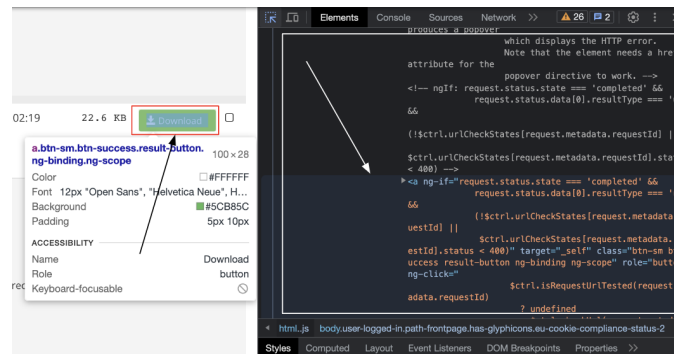 Elements Console Sources Network >> 26 2
produces a popover
which displays the HTTP error.
Note that the element needs a hre
attribute for the
popover directive to work. -->
<!-- ngIf: request.status.state === 'completed' &&
request.status.data[0].resultType === '
&&
(!$ctrl.urlCheckStates[request.metadata.requestId] |
$ctrl.urlCheckStates[request.metadata.requestId].sta
< 400) -->
<a ng-if="request.status.state === 'completed' &&
request.status.data[0].resultType === '
&&
(!$ctrl.urlCheckStates[request.metadata
uestId] ||
$ctrl.urlCheckStates[request.metadata.
estId].status < 400)" target="_self" class="btn-sm b
uccess result-button ng-binding ng-scope" role="butt
ng-click="
$ctrl.isRequestUrlTested(request
adata.requestId)
? undefined
html.js body.user-logged-in.path-frontpage.has-glyphicons.eu-cookie-compliance-status-2
Styles Computed Layout Event Listeners DOM Breakpoints Properties >>
02:19 22.6 KB Download
a.btn-sm.btn-success.result-button.
ng-binding.ng-scope 100 × 28
Color #FFFFFF
Font 12px "Open Sans", "Helvetica Neue", H...
Background #5CB85C
Padding 5px 10px
ACCESSIBILITY
Name Download
Role button
Keyboard-focusable
rec